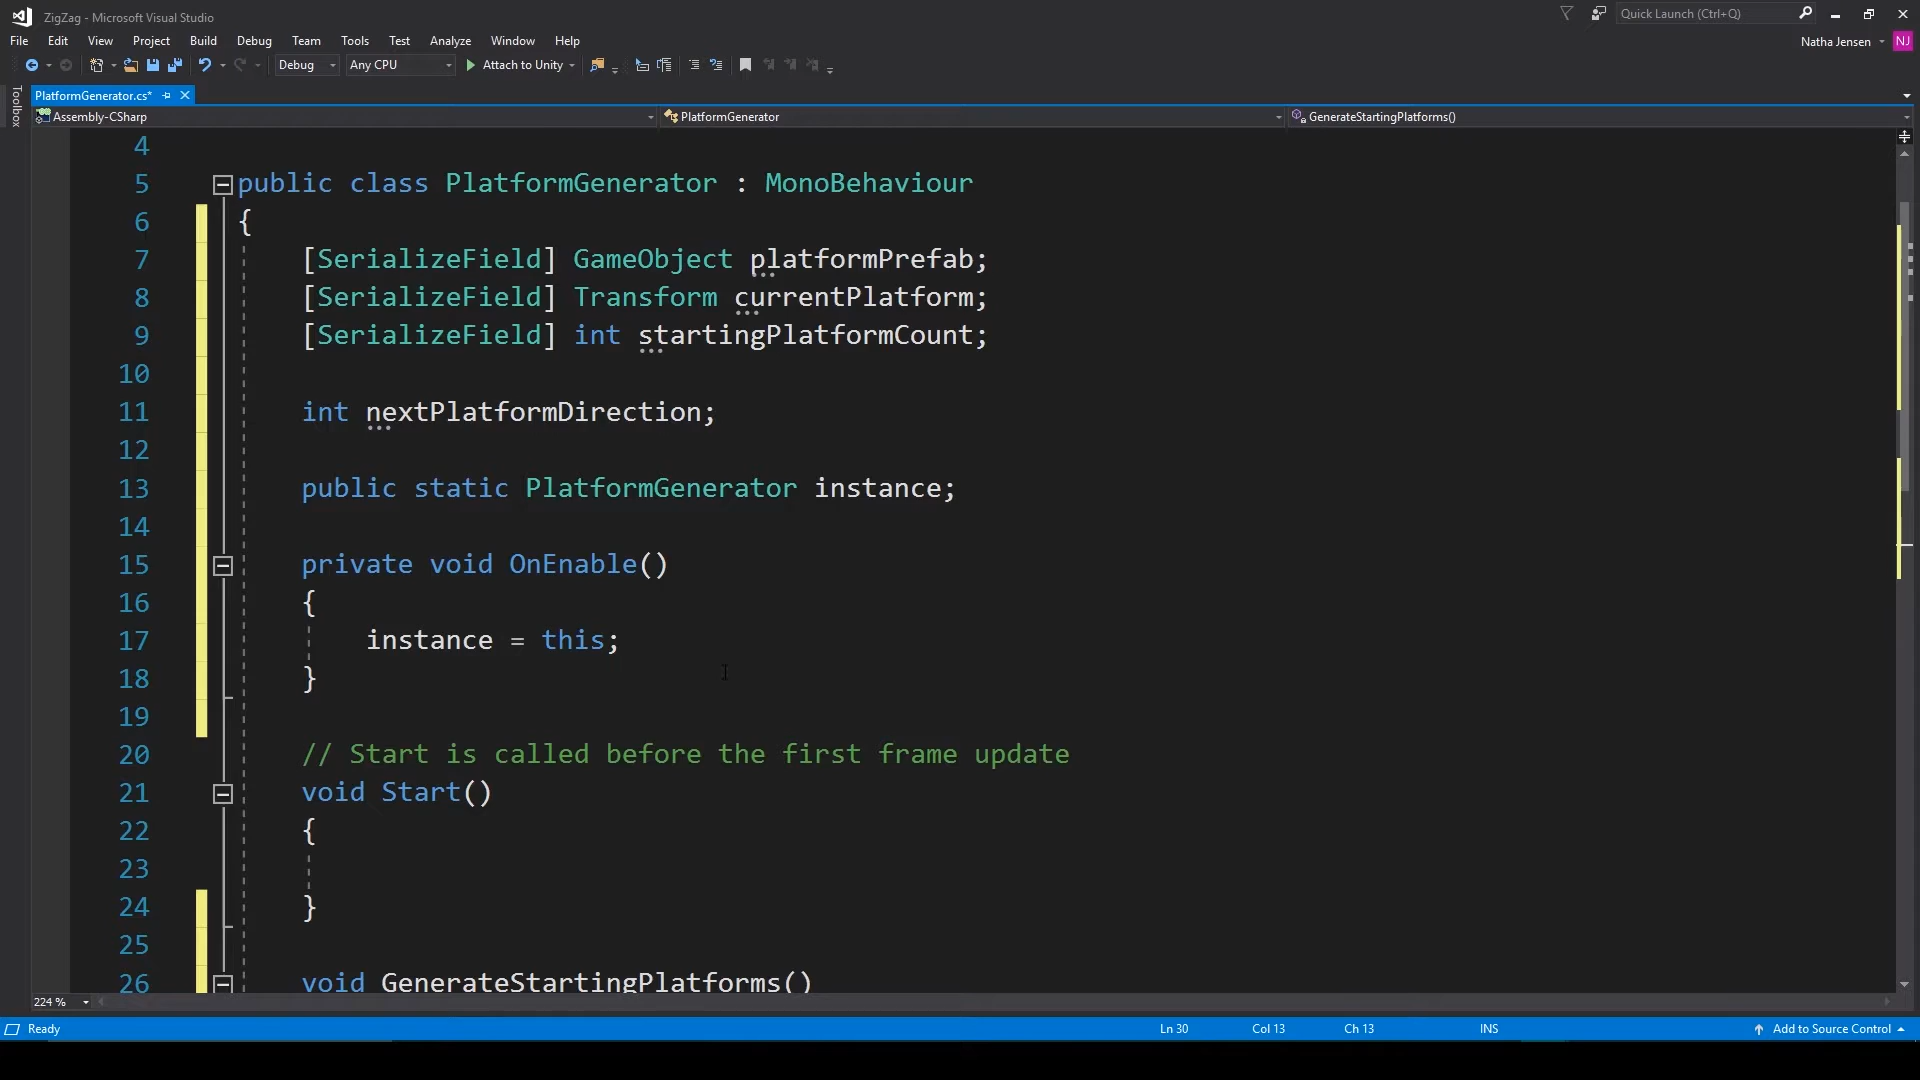 ZigZag - Microsoft Visual Studio
Quick Launch (Ctrl+Q)
File Edit View Project Build Debug Team Tools Test Analyze Window Help
Natha Jensen NJ
Debug Any CPU Attach to Unity
Toolbox
PlatformGenerator.cs*
Assembly-CSharp PlatformGenerator GenerateStartingPlatforms()
4
5 public class PlatformGenerator : MonoBehaviour
6 {
7 [SerializeField] GameObject platformPrefab;
8 [SerializeField] Transform currentPlatform;
9 [SerializeField] int startingPlatformCount;
10
11 int nextPlatformDirection;
12
13 public static PlatformGenerator instance;
14
15 private void OnEnable()
16 {
17 instance = this;
18 }
19
20 // Start is called before the first frame update
21 void Start()
22 {
23
24 }
25
26 void GenerateStartingPlatforms()
224 %
Ready Ln 30 Col 13 Ch 13 INS Add to Source Control